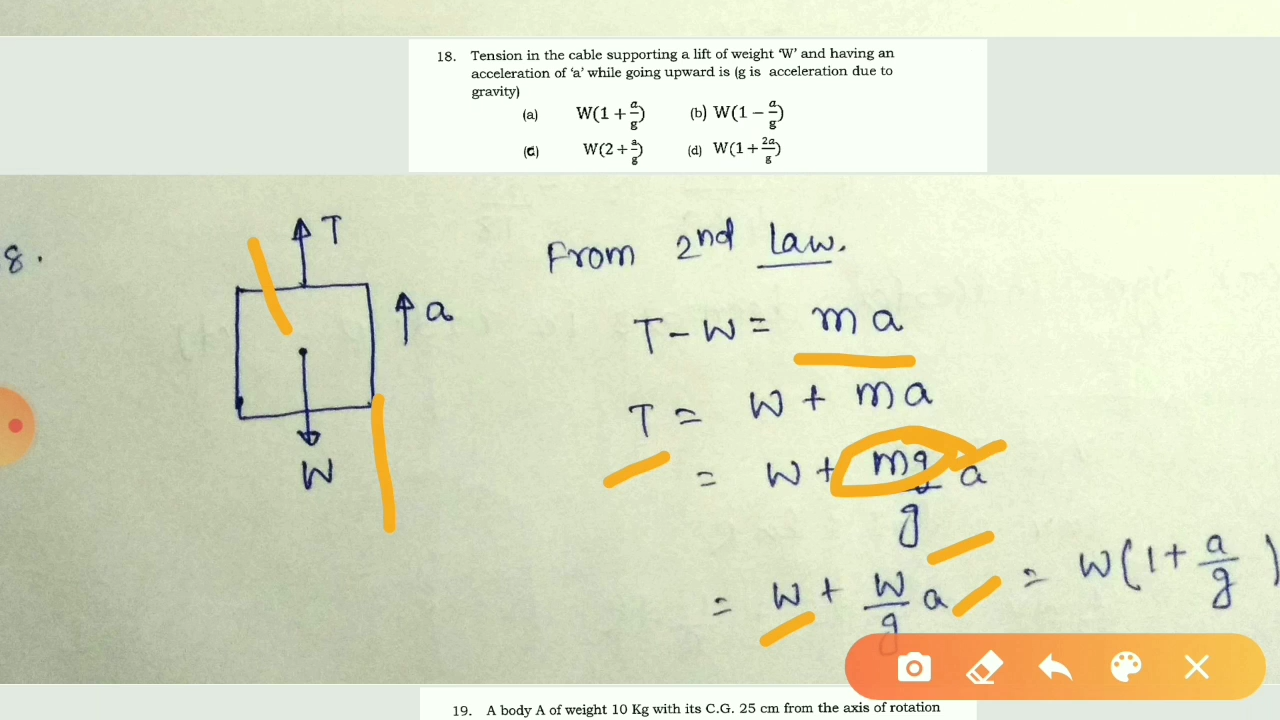 18. Tension in the cable supporting a lift of weight 'W' and having an
acceleration of 'a' while going upward is (g is acceleration due to
gravity)
(a) W(1 + a/g) (b) W(1 − a/g)
(c) W(2 + a/g) (d) W(1 + 2a/g)
8.
T
a
W
From 2nd Law.
T - W = ma
T = W + ma
= W + mg/g a
= W + W/g a = W(1 + a/g)
19. A body A of weight 10 Kg with its C.G. 25 cm from the axis of rotation